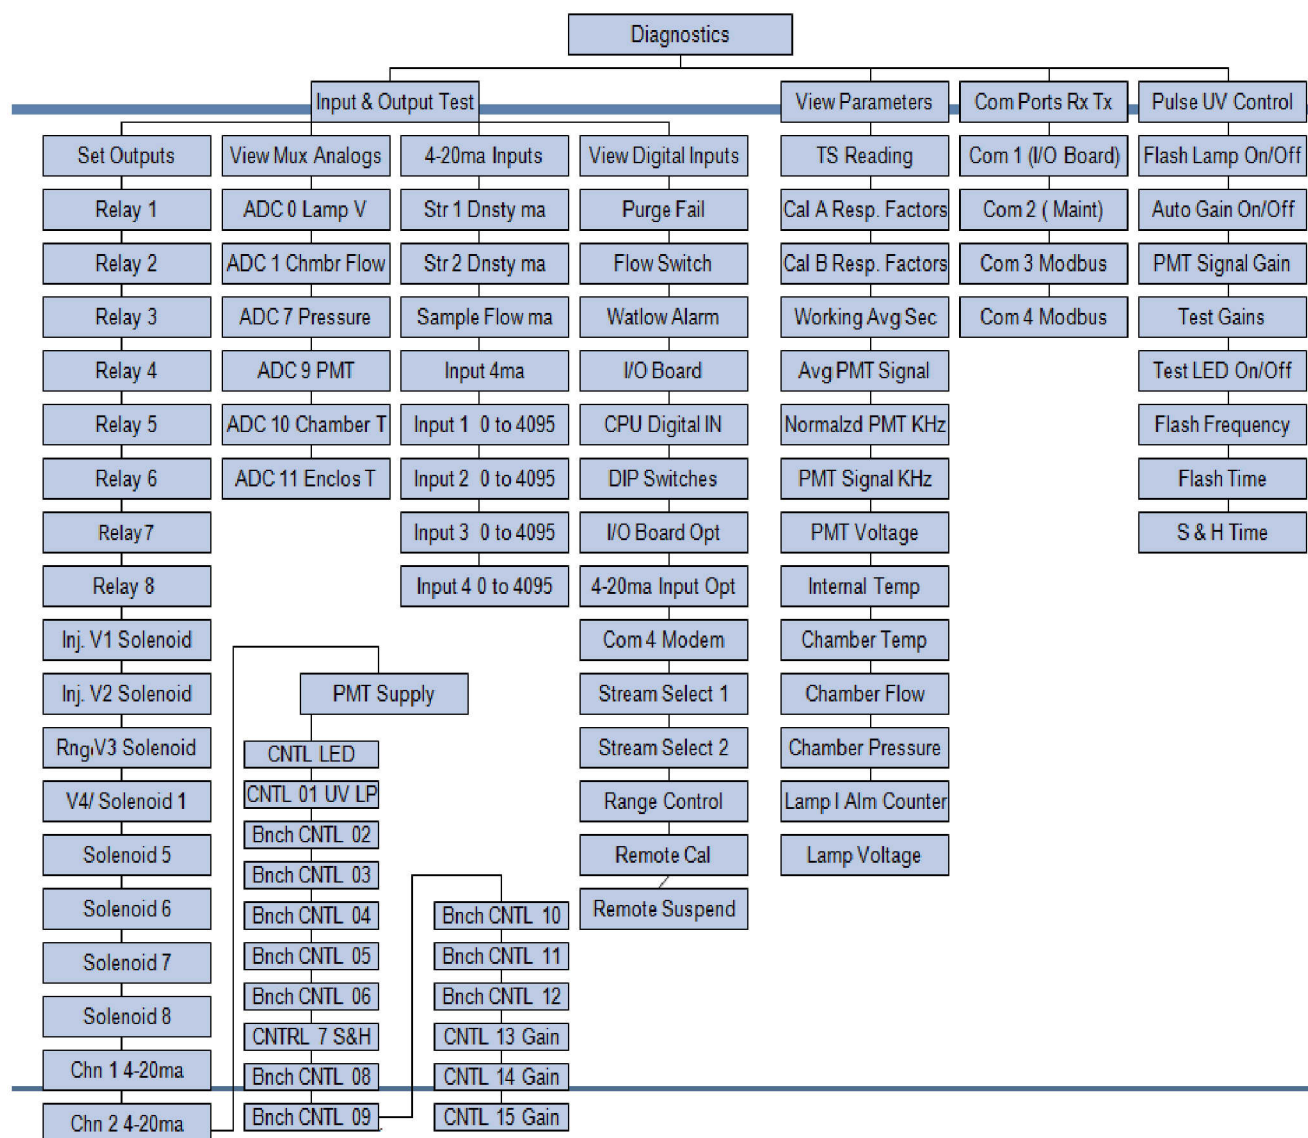 Diagnostics
Input & Output Test
View Parameters
Com Ports Rx Tx
Pulse UV Control
Set Outputs
Relay 1
Relay 2
Relay 3
Relay 4
Relay 5
Relay 6
Relay 7
Relay 8
Inj. V1 Solenoid
Inj. V2 Solenoid
Rng V3 Solenoid
V4/ Solenoid 1
Solenoid 5
Solenoid 6
Solenoid 7
Solenoid 8
Chn 1 4-20ma
Chn 2 4-20ma
PMT Supply
CNTL LED
CNTL 01 UV LP
Bnch CNTL 02
Bnch CNTL 03
Bnch CNTL 04
Bnch CNTL 05
Bnch CNTL 06
CNTRL 7 S&H
Bnch CNTL 08
Bnch CNTL 09
Bnch CNTL 10
Bnch CNTL 11
Bnch CNTL 12
CNTL 13 Gain
CNTL 14 Gain
CNTL 15 Gain
View Mux Analogs
ADC 0 Lamp V
ADC 1 Chmbr Flow
ADC 7 Pressure
ADC 9 PMT
ADC 10 Chamber T
ADC 11 Enclos T
4-20ma Inputs
Str 1 Dnsty ma
Str 2 Dnsty ma
Sample Flow ma
Input 4ma
Input 1 0 to 4095
Input 2 0 to 4095
Input 3 0 to 4095
Input 4 0 to 4095
View Digital Inputs
Purge Fail
Flow Switch
Watlow Alarm
I/O Board
CPU Digital IN
DIP Switches
I/O Board Opt
4-20ma Input Opt
Com 4 Modem
Stream Select 1
Stream Select 2
Range Control
Remote Cal
Remote Suspend
TS Reading
Cal A Resp. Factors
Cal B Resp. Factors
Working Avg Sec
Avg PMT Signal
Normalzd PMT KHz
PMT Signal KHz
PMT Voltage
Internal Temp
Chamber Temp
Chamber Flow
Chamber Pressure
Lamp I Alm Counter
Lamp Voltage
Com 1 (I/O Board)
Com 2 ( Maint)
Com 3 Modbus
Com 4 Modbus
Flash Lamp On/Off
Auto Gain On/Off
PMT Signal Gain
Test Gains
Test LED On/Off
Flash Frequency
Flash Time
S & H Time